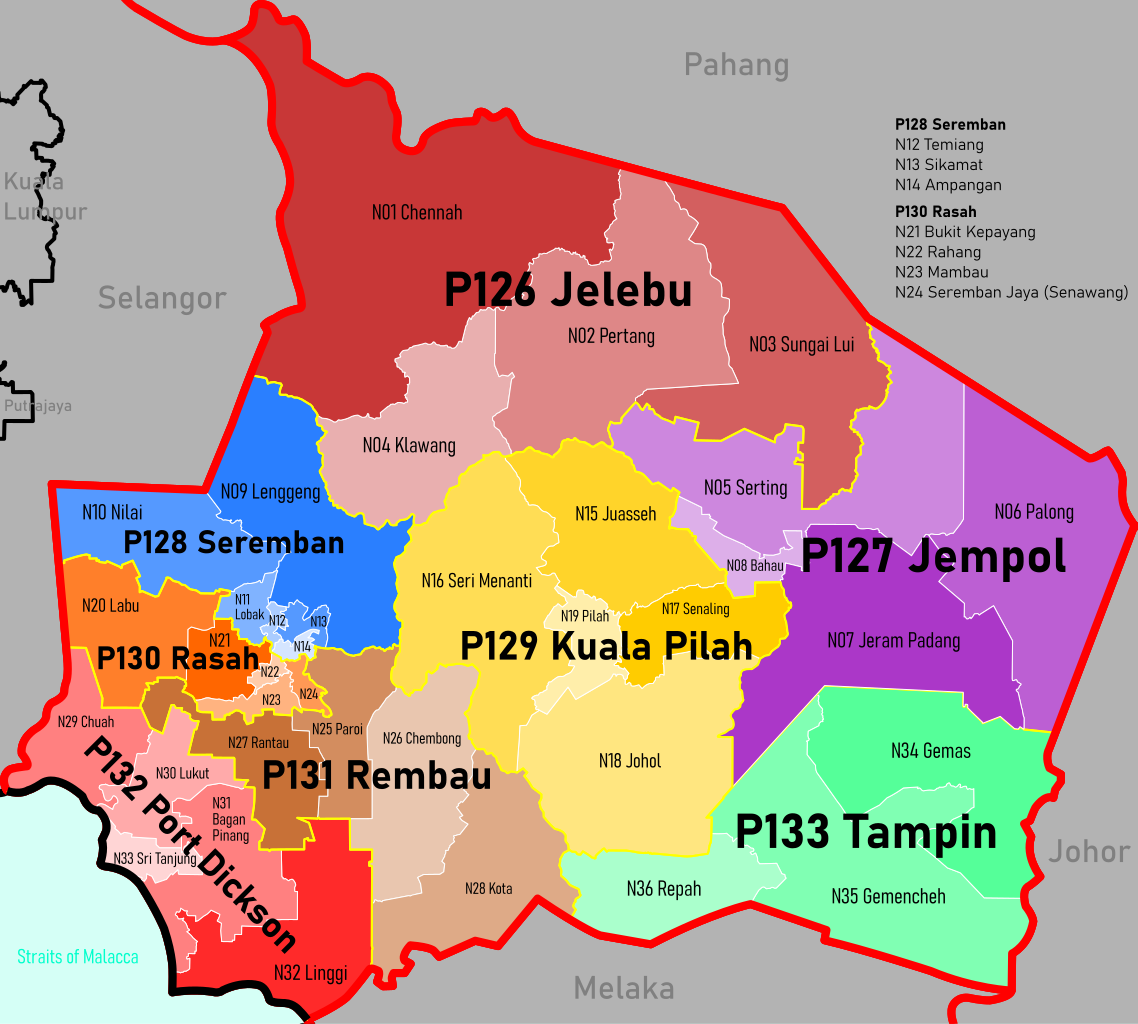 Pahang
P128 Seremban
N12 Temiang
N13 Sikamat
N14 Ampangan
P130 Rasah
N21 Bukit Kepayang
N22 Rahang
N23 Mambau
N24 Seremban Jaya (Senawang)
Kuala
Lumpur
N01 Chennah
Selangor
P126 Jelebu
N02 Pertang
N03 Sungai Lui
Putrajaya
N04 Klawang
N05 Serting
N09 Lenggeng
N10 Nilai
N15 Juasseh
N06 Palong
P128 Seremban
P127 Jempol
N08 Bahau
N16 Seri Menanti
N20 Labu
N11
Lobak
N12
N13
N19 Pilah
N17 Senaling
N21
N14
P129 Kuala Pilah
N07 Jeram Padang
P130 Rasah
N22
N23
N24
N29 Chuah
N25 Paroi
N26 Chembong
N27 Rantau
N18 Johol
N34 Gemas
N30 Lukut
P131 Rembau
P132 Port Dickson
N31
Bagan
Pinang
P133 Tampin
Johor
N33 Sri Tanjung
N28 Kota
N36 Repah
N35 Gemencheh
Straits of Malacca
N32 Linggi
Melaka